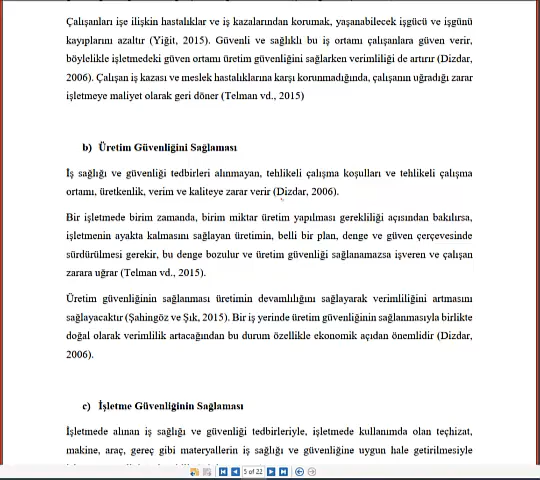 Çalışanları işe ilişkin hastalıklar ve iş kazalarından korumak, yaşanabilecek işgücü ve işgünü
kayıplarını azaltır (Yiğit, 2015). Güvenli ve sağlıklı bu iş ortamı çalışanlara güven verir,
böylelikle işletmedeki güven ortamı üretim güvenliğini sağlarken verimliliği de artırır (Dizdar,
2006). Çalışan iş kazası ve meslek hastalıklarına karşı korunmadığında, çalışanın uğradığı zarar
işletmeye maliyet olarak geri döner (Telman vd., 2015)
b) Üretim Güvenliğini Sağlaması
İş sağlığı ve güvenliği tedbirleri alınmayan, tehlikeli çalışma koşulları ve tehlikeli çalışma
ortamı, üretkenlik, verim ve kaliteye zarar verir (Dizdar, 2006).
Bir işletmede birim zamanda, birim miktar üretim yapılması gerekliliği açısından bakılırsa,
işletmenin ayakta kalmasını sağlayan üretimin, belli bir plan, denge ve güven çerçevesinde
sürdürülmesi gerekir, bu denge bozulur ve üretim güvenliği sağlanamazsa işveren ve çalışan
zarara uğrar (Telman vd., 2015).
Üretim güvenliğinin sağlanması üretimin devamlılığını sağlayarak verimliliğini artmasını
sağlayacaktır (Şahingöz ve Şık, 2015). Bir iş yerinde üretim güvenliğinin sağlanmasıyla birlikte
doğal olarak verimlilik artacağından bu durum özellikle ekonomik açıdan önemlidir (Dizdar,
2006).
c) İşletme Güvenliğinin Sağlaması
İşletmede alınan iş sağlığı ve güvenliği tedbirleriyle, işletmede kullanımda olan teçhizat,
makine, araç, gereç gibi materyallerin iş sağlığı ve güvenliğine uygun hale getirilmesiyle
5 of 22